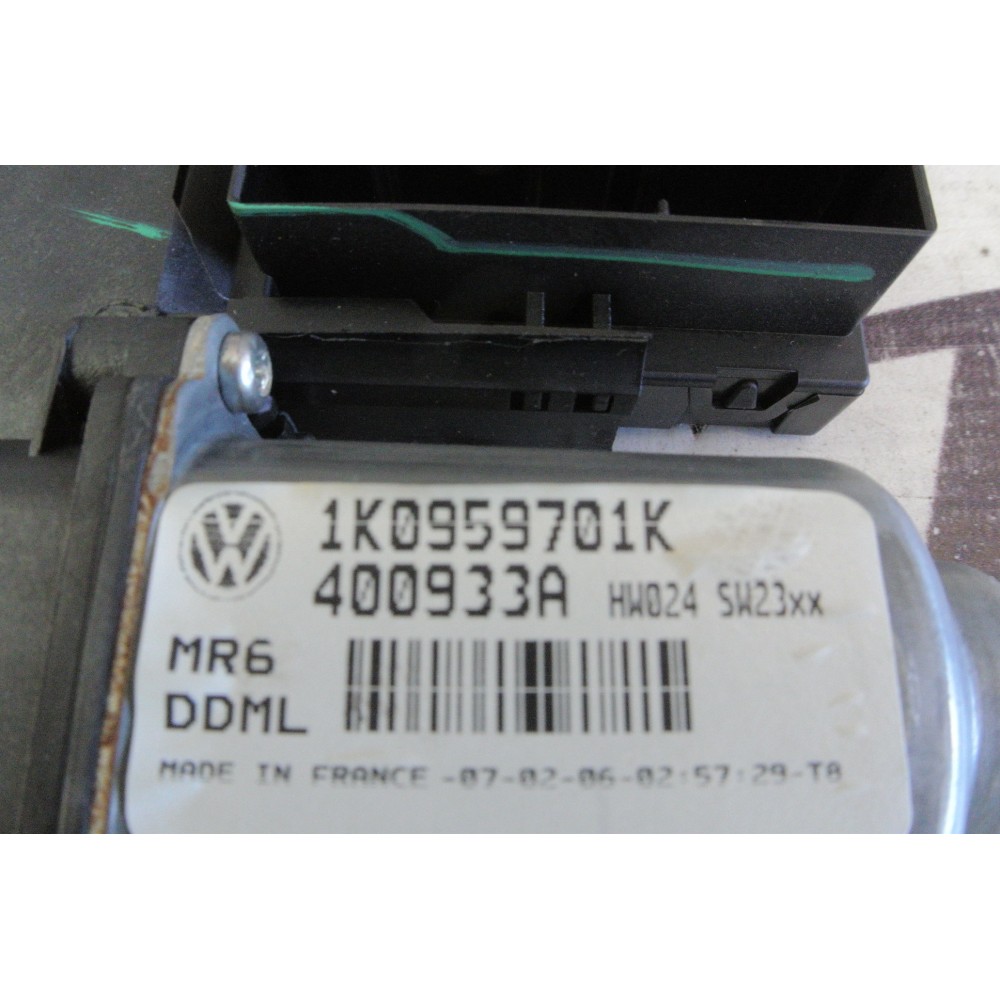 1K0959701K
400933A HW024 SW23xx
MR6
DDML
MADE IN FRANCE -07-02-06-02:57:29-T8